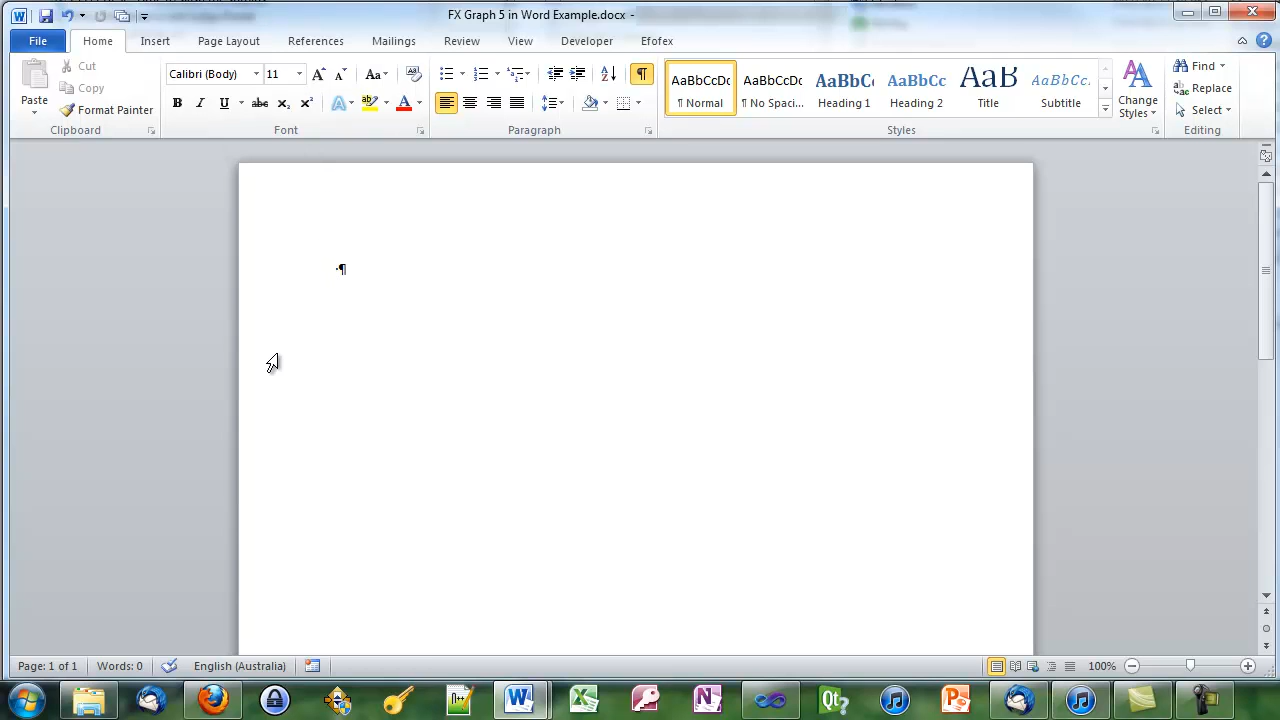 FX Graph 5 in Word Example.docx -
File Home Insert Page Layout References Mailings Review View Developer Efofex
Paste
Cut
Copy
Format Painter
Clipboard
Calibri (Body) 11
Font
Paragraph
AaBbCcDc AaBbCcDc AaBbC AaBbCc AaB AaBbCc.
¶ Normal ¶ No Spaci... Heading 1 Heading 2 Title Subtitle
Styles
Change Styles
Find
Replace
Select
Editing
¶
Page: 1 of 1 Words: 0 English (Australia) 100%